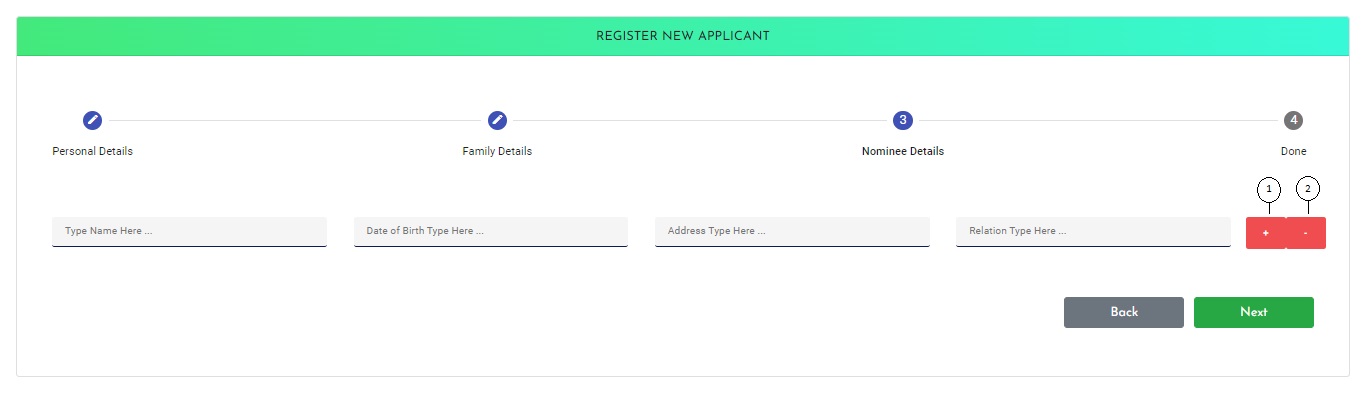 REGISTER NEW APPLICANT
3
4
Personal Details
Family Details
Nominee Details
Done
1
2
Type Name Here ...
Date of Birth Type Here ...
Address Type Here ...
Relation Type Here ...
+
-
Back
Next